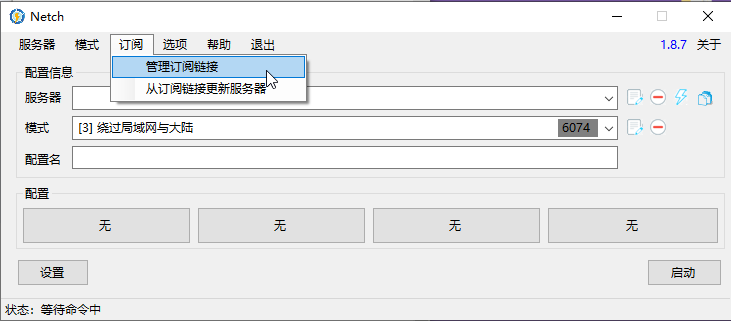 Netch
服务器 模式 订阅 选项 帮助 退出 1.8.7 关于
管理订阅链接
配置信息
从订阅链接更新服务器
服务器
模式 [3] 绕过局域网与大陆 6074
配置名
配置
无 无 无 无
设置 启动
状态：等待命令中